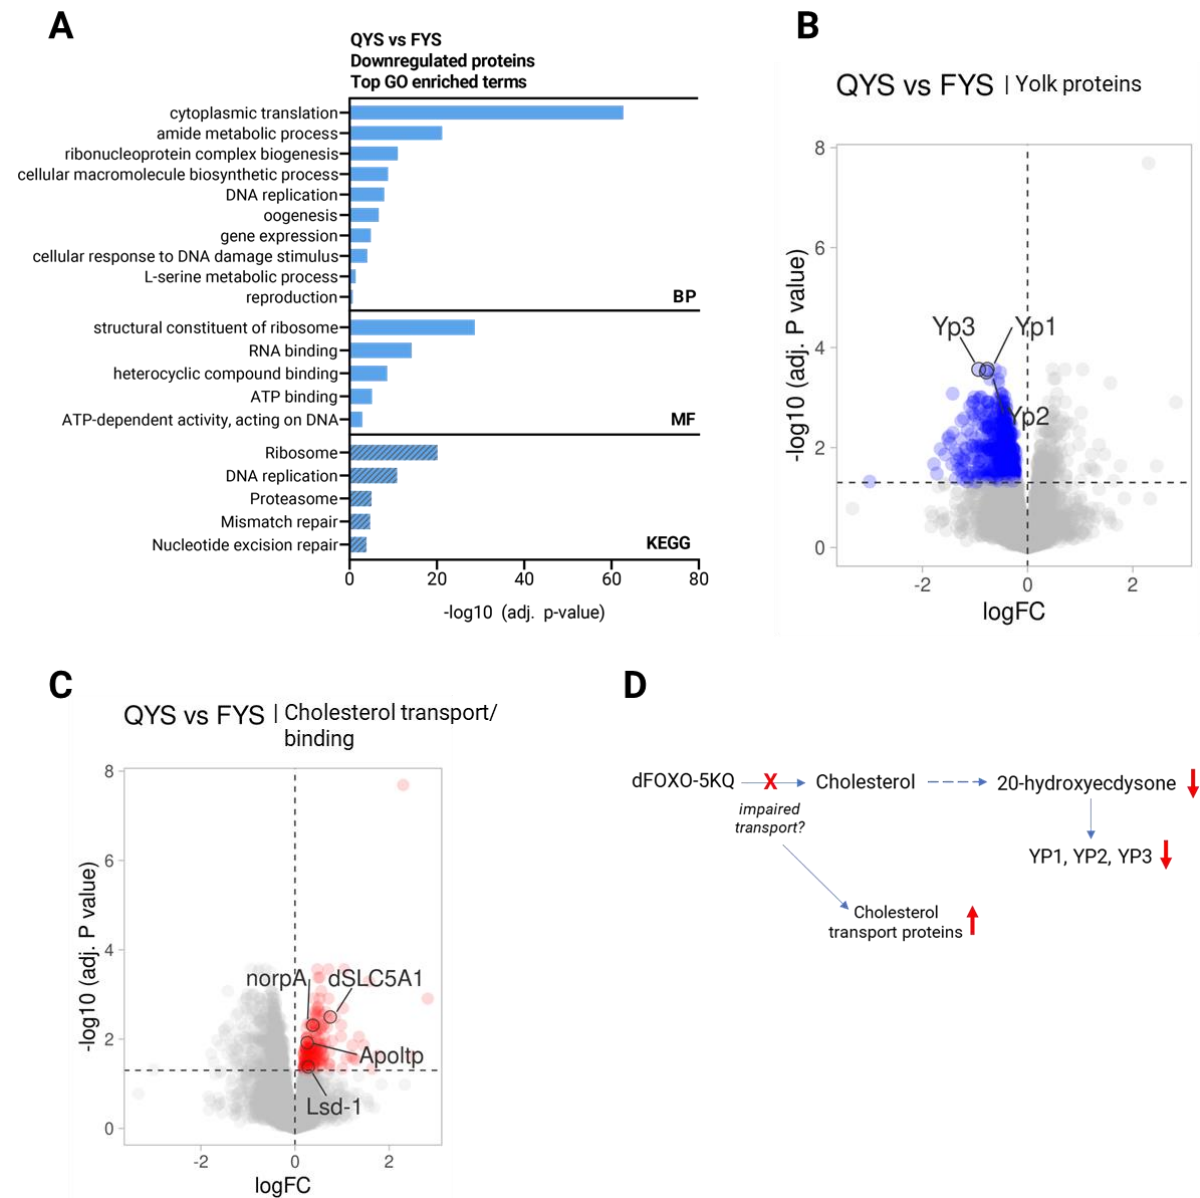 A
QYS vs FYS
Downregulated proteins
Top GO enriched terms
cytoplasmic translation
amide metabolic process
ribonucleoprotein complex biogenesis
cellular macromolecule biosynthetic process
DNA replication
oogenesis
gene expression
cellular response to DNA damage stimulus
L-serine metabolic process
reproduction
BP
structural constituent of ribosome
RNA binding
heterocyclic compound binding
ATP binding
ATP-dependent activity, acting on DNA
MF
Ribosome
DNA replication
Proteasome
Mismatch repair
Nucleotide excision repair
KEGG
0 20 40 60 80
-log10 (adj. p-value)
B
QYS vs FYS | Yolk proteins
8
6
4
2
0
-log10 (adj. P value)
Yp3
Yp1
Yp2
-2 0 2
logFC
C
QYS vs FYS | Cholesterol transport/
binding
8
6
4
2
0
-log10 (adj. P value)
norpA
dSLC5A1
Apoltp
Lsd-1
-2 0 2
logFC
D
dFOXO-5KQ X Cholesterol 20-hydroxyecdysone
impaired
transport?
YP1, YP2, YP3
Cholesterol
transport proteins